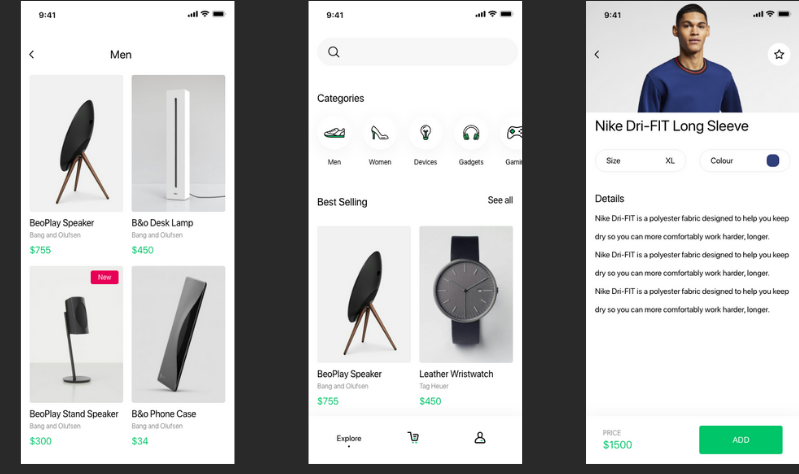 9:41
Men
BeoPlay Speaker
Bang and Olufsen
$755
B&o Desk Lamp
Bang and Olufsen
$450
New
BeoPlay Stand Speaker
Bang and Olufsen
$300
B&o Phone Case
Bang and Olufsen
$34
9:41
Categories
Men
Women
Devices
Gadgets
Gami
Best Selling
See all
BeoPlay Speaker
Bang and Olufsen
$755
Leather Wristwatch
Tag Heuer
$450
Explore
9:41
Nike Dri-FIT Long Sleeve
Size XL
Colour
Details
Nike Dri-FIT is a polyester fabric designed to help you keep
dry so you can more comfortably work harder, longer.
Nike Dri-FIT is a polyester fabric designed to help you keep
dry so you can more comfortably work harder, longer.
Nike Dri-FIT is a polyester fabric designed to help you keep
dry so you can more comfortably work harder, longer.
PRICE
$1500
ADD